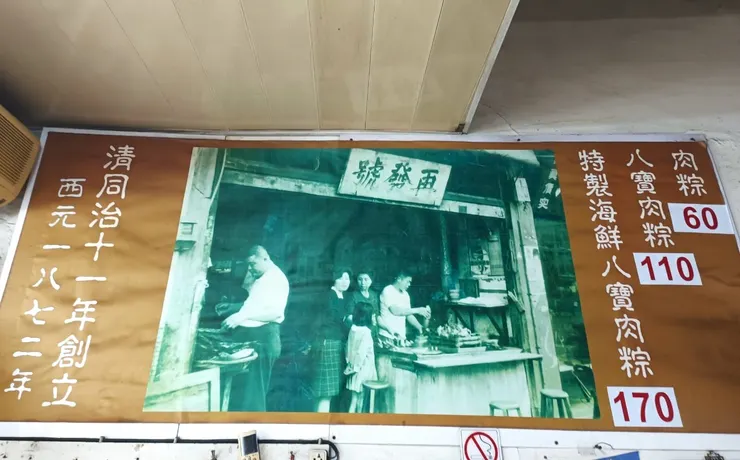 肉粽
60
八寶肉粽
110
特製海鮮八寶肉粽
170
再發號
清同治十一年創立
西元一八七二年